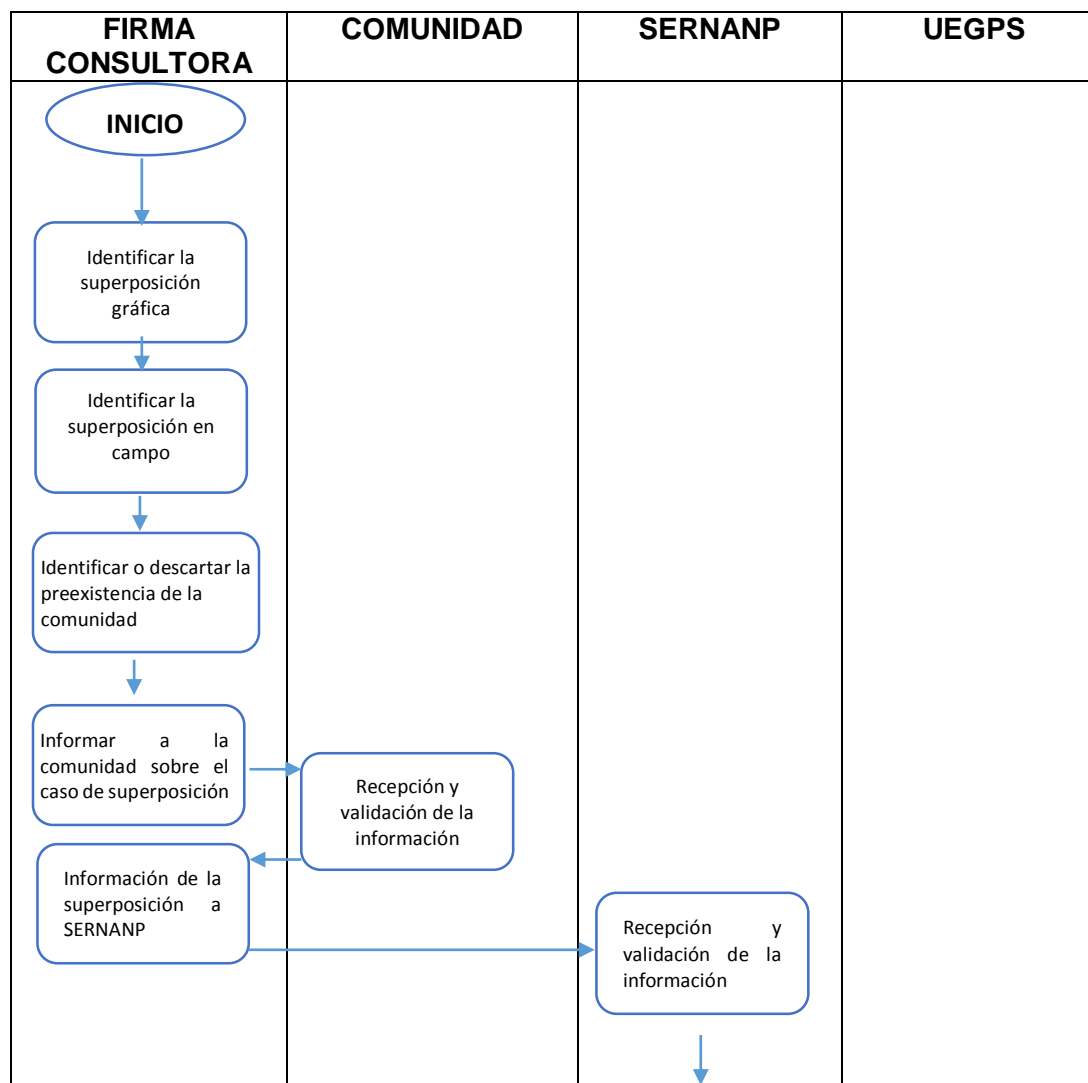 FIRMA
CONSULTORA
COMUNIDAD
SERNANP
UEGPS
INICIO
Identificar la
superposición
gráfica
Identificar la
superposición en
campo
Identificar o descartar la
preexistencia de la
comunidad
Informar a la
comunidad sobre el
caso de superposición
Recepción y
validación de la
información
Información de la
superposición a
SERNANP
Recepción y
validación de la
información